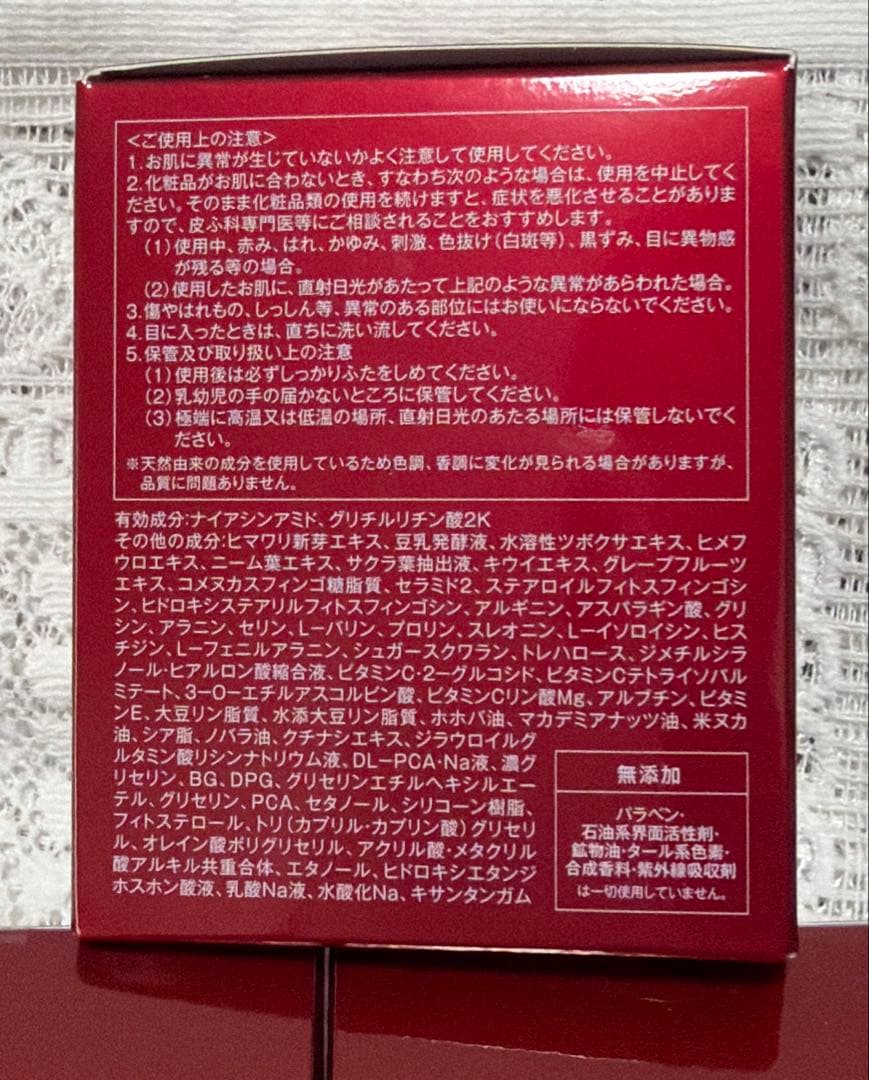 ＜ご使用上の注意＞
1.お肌に異常が生じていないかよく注意して使用してください。
2.化粧品がお肌に合わないとき、すなわち次のような場合は、使用を中止してく
ださい。そのまま化粧品類の使用を続けますと、症状を悪化させることがありま
すので、皮ふ科専門医等にご相談されることをおすすめします。
(1)使用中、赤み、はれ、かゆみ、刺激、色抜け(白斑等)、黒ずみ、目に異物感
が残る等の場合。
(2)使用したお肌に、直射日光があたって上記のような異常があらわれた場合。
3.傷やはれもの、しっしん等、異常のある部位にはお使いにならないでください。
4.目に入ったときは、直ちに洗い流してください。
5.保管及び取り扱い上の注意
(1)使用後は必ずしっかりふたをしめてください。
(2)乳幼児の手の届かないところに保管してください。
(3)極端に高温又は低温の場所、直射日光のあたる場所には保管しないでく
ださい。
※天然由来の成分を使用しているため色調、香調に変化が見られる場合がありますが、
品質に問題ありません。
有効成分:ナイアシンアミド、グリチルリチン酸2K
その他の成分:ヒマワリ新芽エキス、豆乳発酵液、水溶性ツボクサエキス、ヒメフ
ウロエキス、ニーム葉エキス、サクラ葉抽出液、キウイエキス、グレープフルーツ
エキス、コメヌカスフィンゴ糖脂質、セラミド2、ステアロイルフィトスフィンゴシ
ン、ヒドロキシステアリルフィトスフィンゴシン、アルギニン、アスパラギン酸、グリ
シン、アラニン、セリン、L-バリン、プロリン、スレオニン、L-イソロイシン、ヒス
チジン、L-フェニルアラニン、シュガースクワラン、トレハロース、ジメチルシラ
ノール・ヒアルロン酸縮合液、ビタミンC・2-グルコシド、ビタミンCテトライソパル
ミテート、3-O-エチルアスコルビン酸、ビタミンCリン酸Mg、アルブチン、ビタミ
ンE、大豆リン脂質、水添大豆リン脂質、ホホバ油、マカデミアナッツ油、米ヌカ
油、シア脂、ノバラ油、クチナシエキス、ジラウロイルグ
ルタミン酸リシンナトリウム液、DL-PCA・Na液、濃グ
リセリン、BG、DPG、グリセリンエチルヘキシルエー
テル、グリセリン、PCA、セタノール、シリコーン樹脂、
フィトステロール、トリ(カプリル・カプリン酸)グリセリ
ル、オレイン酸ポリグリセリル、アクリル酸・メタクリル
酸アルキル共重合体、エタノール、ヒドロキシエタンジ
ホスホン酸液、乳酸Na液、水酸化Na、キサンタンガム
無添加
パラベン・
石油系界面活性剤・
鉱物油・タール系色素・
合成香料・紫外線吸収剤
は一切使用していません。